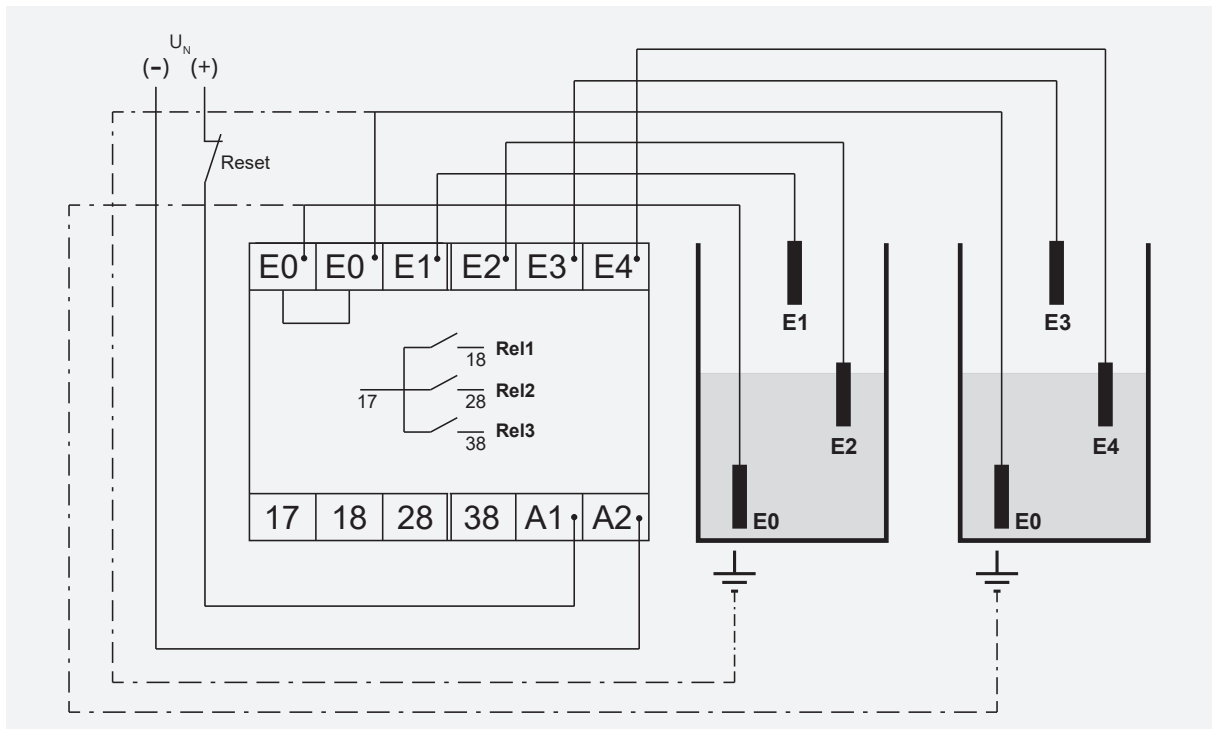 UN
(-) (+)
Reset
E0 E0 E1 E2 E3 E4
18 Rel1
17 28 Rel2
38 Rel3
17 18 28 38 A1 A2
E1
E2
E0
E3
E4
E0